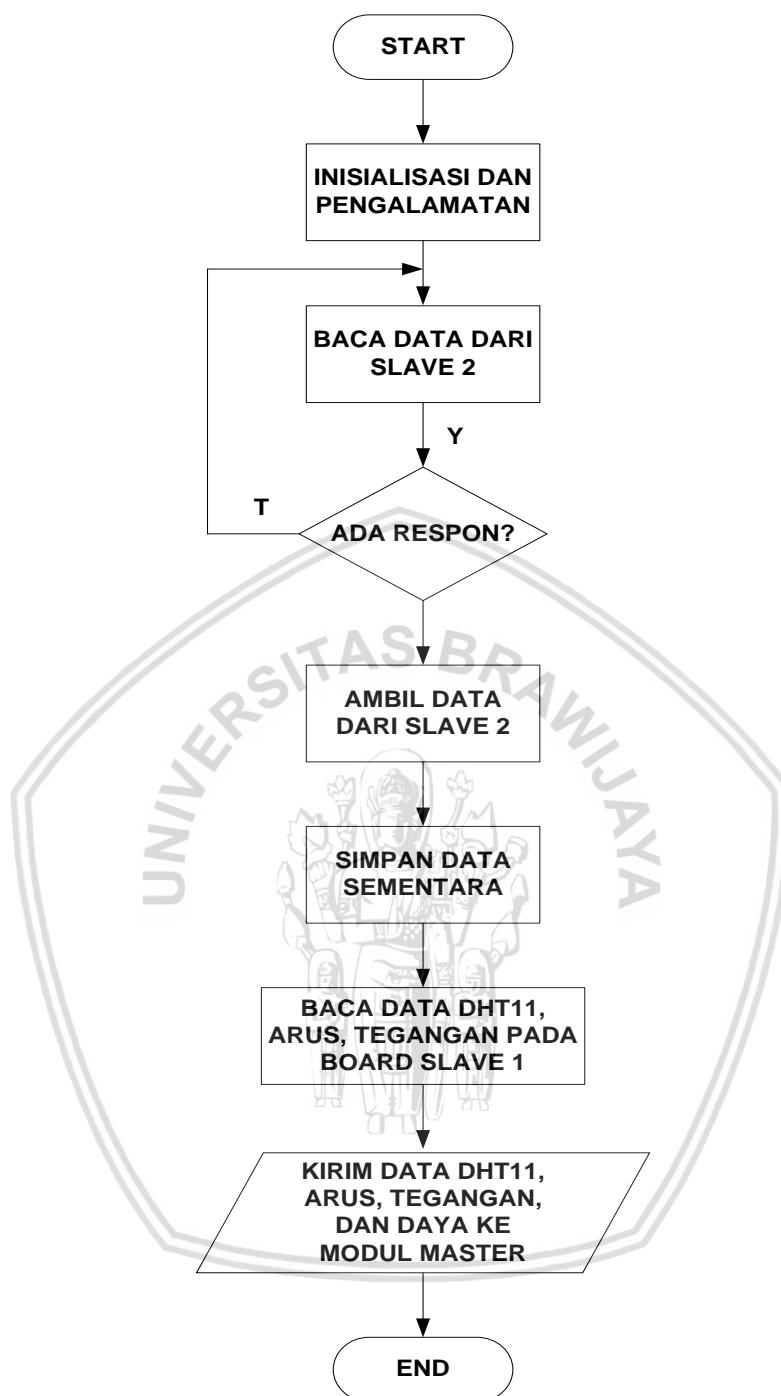 START
INISIALISASI DAN
PENGALAMATAN
BACA DATA DARI
SLAVE 2
Y
T
ADA RESPON?
UNIVERSITAS BRAWIJAYA
AMBIL DATA
DARI SLAVE 2
SIMPAN DATA
SEMENTARA
BACA DATA DHT11,
ARUS, TEGANGAN PADA
BOARD SLAVE 1
KIRIM DATA DHT11,
ARUS, TEGANGAN,
DAN DAYA KE
MODUL MASTER
END